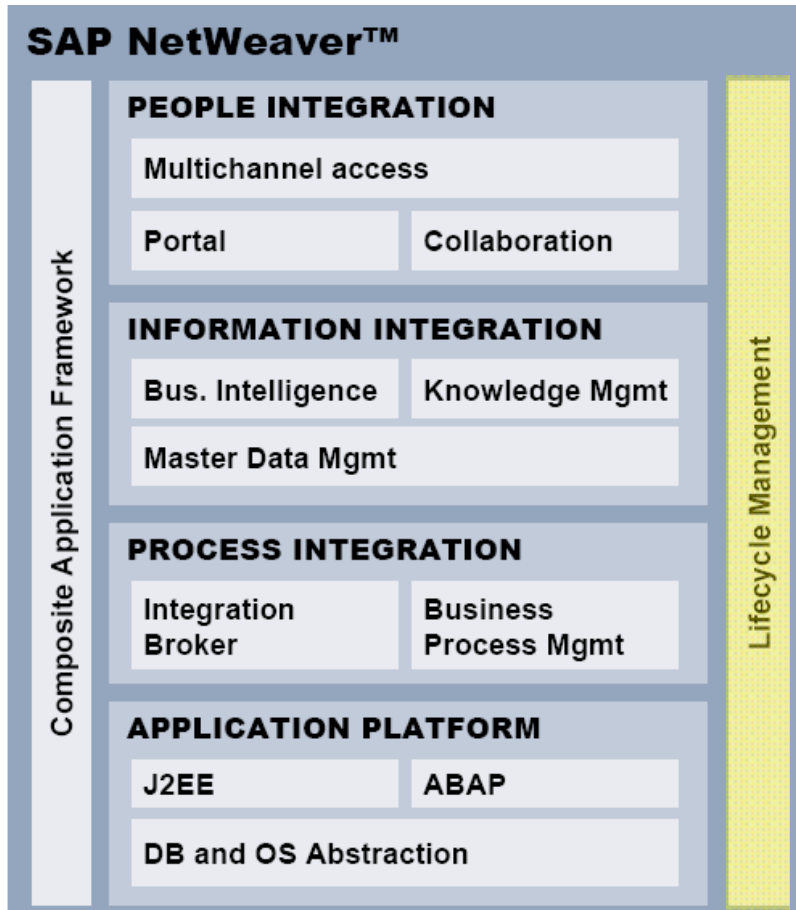 SAP NetWeaver™
Composite Application Framework
PEOPLE INTEGRATION
Multichannel access
Portal
Collaboration
INFORMATION INTEGRATION
Bus. Intelligence
Knowledge Mgmt
Master Data Mgmt
PROCESS INTEGRATION
Integration
Broker
Business
Process Mgmt
APPLICATION PLATFORM
J2EE
ABAP
DB and OS Abstraction
Lifecycle Management